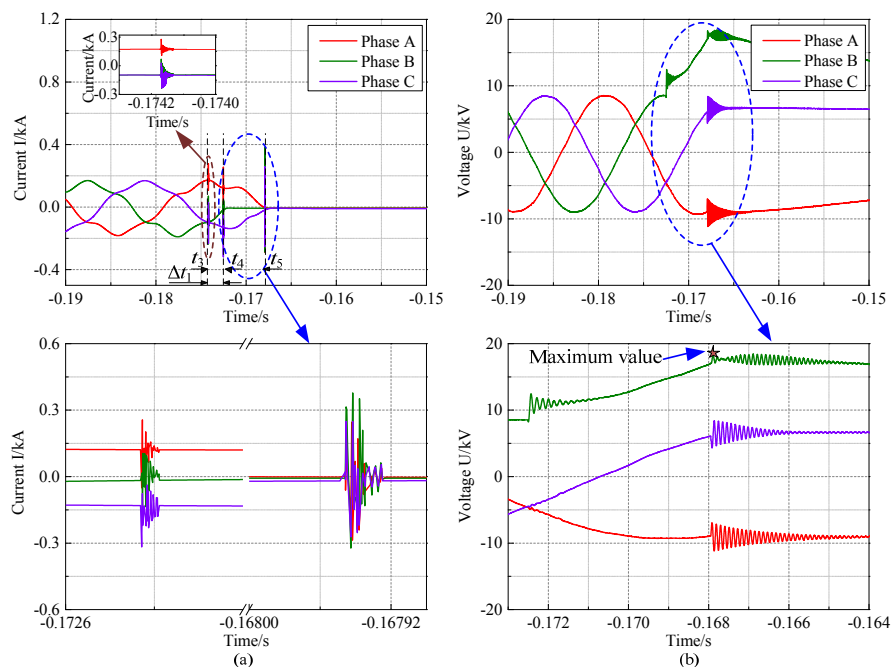 1.2
0.8
0.4
0.0
-0.4
Current I/kA
Phase A
Phase B
Phase C
0.3
0.0
-0.3
Current/kA
-0.1742
-0.1740
Time/s
t3
t4
t5
Δt1
-0.19
-0.18
-0.17
-0.16
-0.15
Time/s
20
10
0
-10
-20
Voltage U/kV
Phase A
Phase B
Phase C
-0.19
-0.18
-0.17
-0.16
-0.15
Time/s
0.6
0.3
0.0
-0.3
-0.6
Current I/kA
-0.1726
-0.16800
-0.16792
Time/s
(a)
20
10
0
-10
-20
Voltage U/kV
Maximum value
-0.172
-0.170
-0.168
-0.166
-0.164
Time/s
(b)